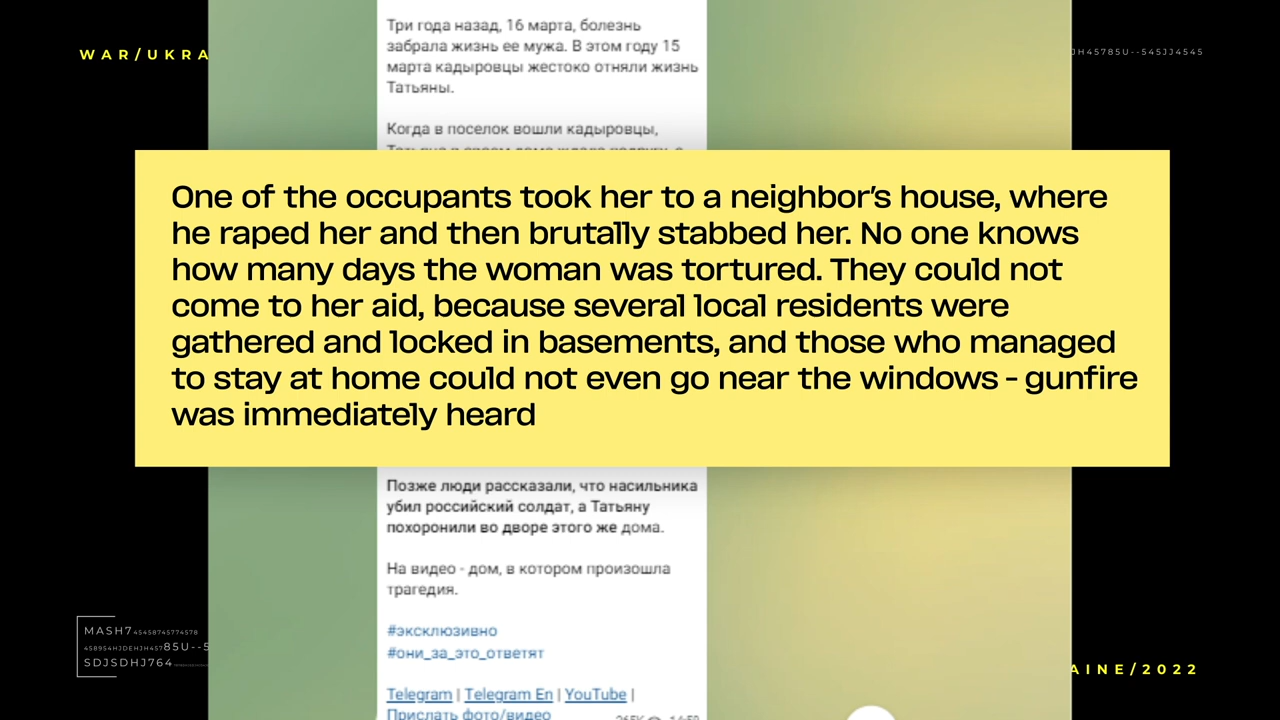 WAR/UKRA
JH45785U--545JJ4545
Три года назад, 16 марта, болезнь
забрала жизнь ее мужа. В этом году 15
марта кадыровцы жестоко отняли жизнь
Татьяны.
Когда в поселок вошли кадыровцы,
One of the occupants took her to a neighbor's house, where
he raped her and then brutally stabbed her. No one knows
how many days the woman was tortured. They could not
come to her aid, because several local residents were
gathered and locked in basements, and those who managed
to stay at home could not even go near the windows - gunfire
was immediately heard
Позже люди рассказали, что насильника
убил российский солдат, а Татьяну
похоронили во дворе этого же дома.
На видео - дом, в котором произошла
трагедия.
#эксклюзивно
#они_за_это_ответят
Telegram | Telegram En | YouTube |
Прислать фото/видео
MASH7
85U--5
SDJSDHJ764
AINE/2022